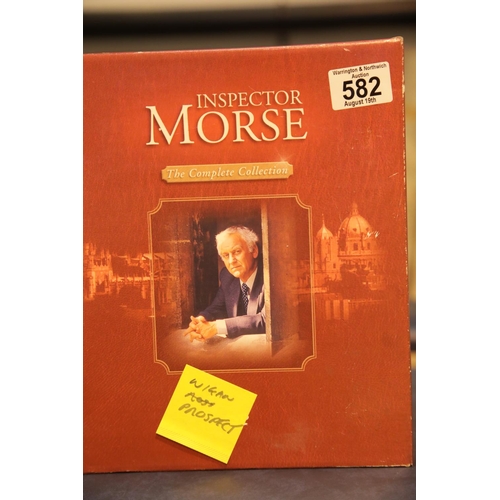 Warrington & Northwich
Auction
582
August 19th
INSPECTOR
MORSE
The Complete Collection
WIGAN
PROSPECT